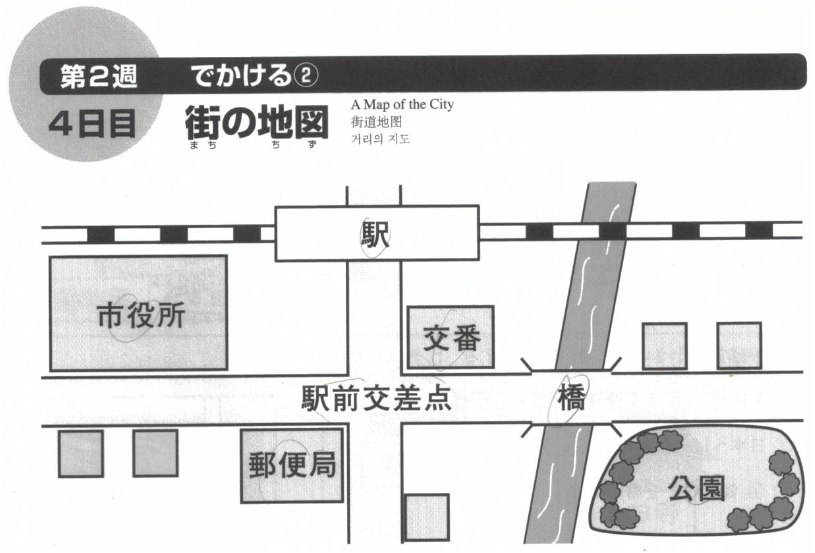 第2週 でかける②
4日目 街の地図
まち ちず
A Map of the City
街道地图
거리의 지도
駅
市役所
交番
駅前交差点
橋
郵便局
公園